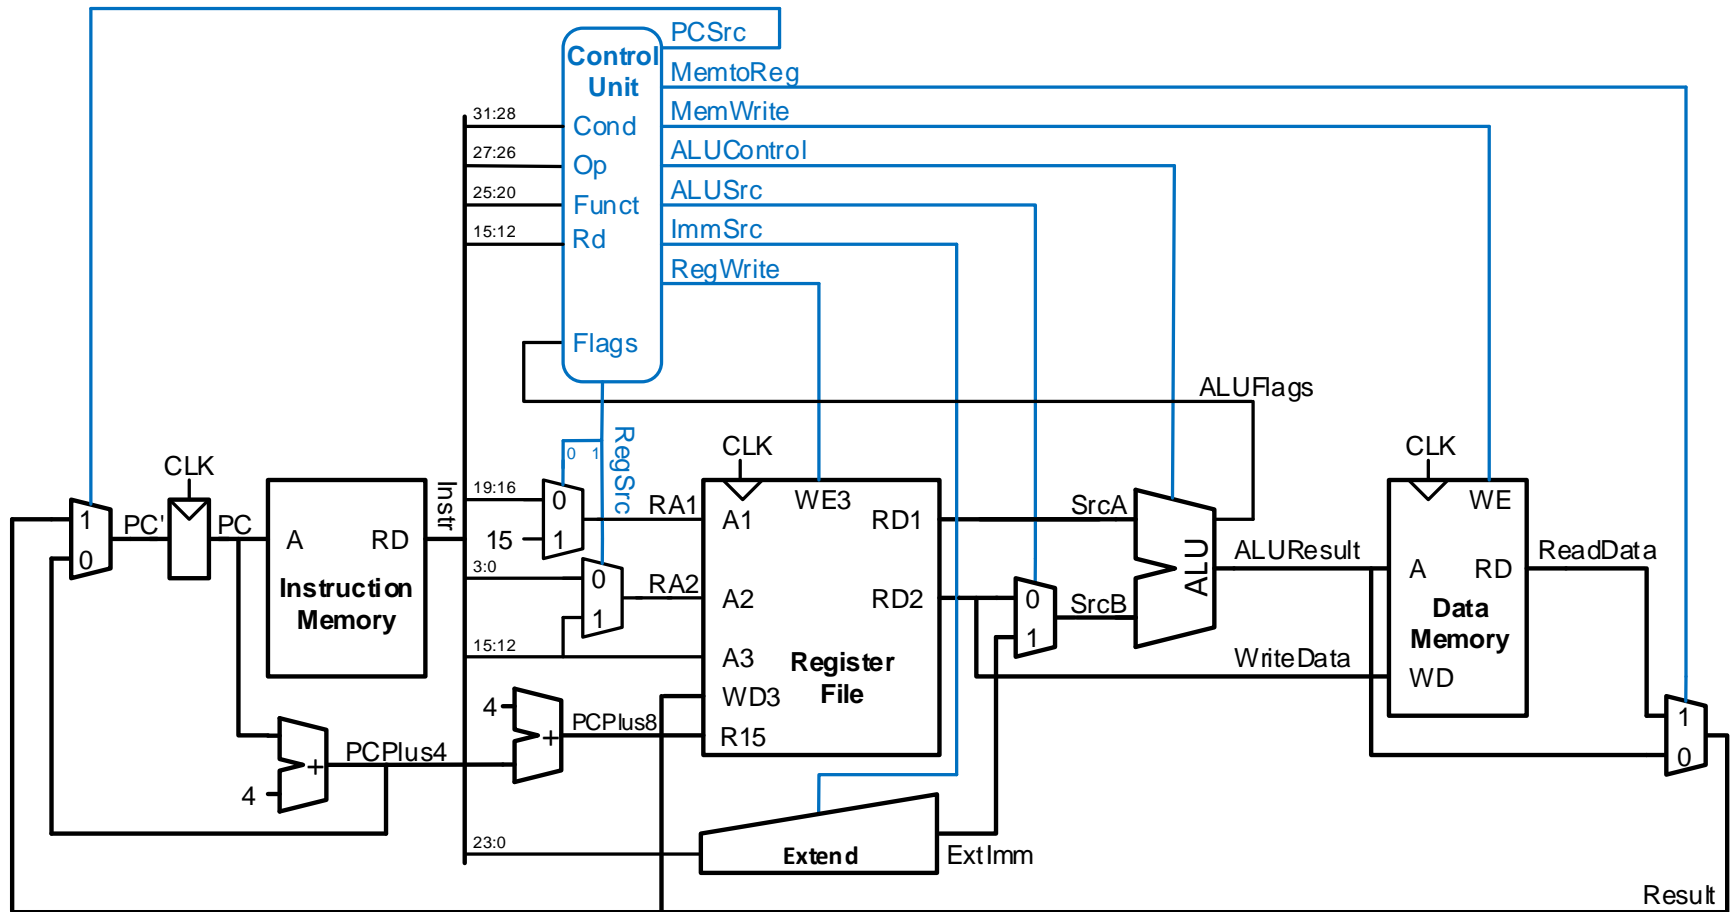 PCSrc
Control
Unit
MemtoReg
31:28
Cond
MemWrite
27:26
Op
ALUControl
25:20
Funct
ALUSrc
15:12
Rd
ImmSrc
RegWrite
Flags
ALUFlags
RegSrc
0 1
CLK
CLK
CLK
Instr
19:16
0
1
15
RA1
A1
WE3
RD1
SrcA
WE
1
0
PC'
PC
A
RD
Instruction
Memory
3:0
0
1
RA2
A2
RD2
0
1
SrcB
ALU
ALUResult
A
RD
ReadData
Data
Memory
15:12
A3
Register
File
WriteData
WD
WD3
4
+
PCPlus8
R15
1
0
PCPlus4
+
4
23:0
Extend
ExtImm
Result